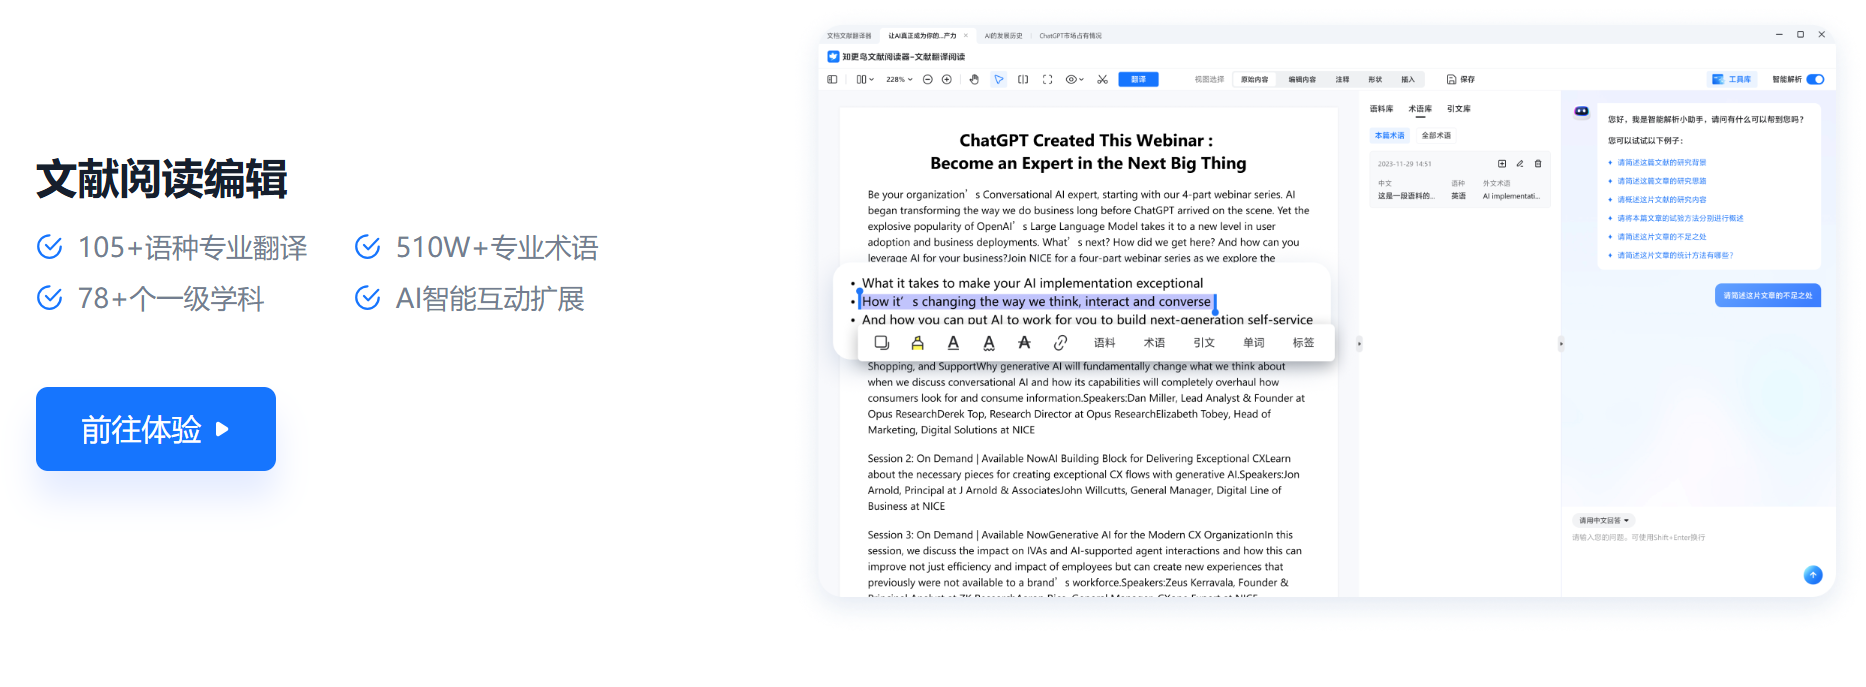 文献阅读编辑
105+语种专业翻译
510W+专业术语
78+个一级学科
AI智能互动扩展
前往体验
文档文献翻译器
让AI真正成为你的...产力
AI的发展历史
ChatGPT市场占有情况
知更鸟文献阅读器-文献翻译阅读
228%
翻译
视图选择
原始内容
编辑内容
注释
形状
插入
保存
工具库
智能解析
ChatGPT Created This Webinar :
Become an Expert in the Next Big Thing
Be your organization's Conversational AI expert, starting with our 4-part webinar series. AI
began transforming the way we do business long before ChatGPT arrived on the scene. Yet the
explosive popularity of OpenAI's Large Language Model takes it to a new level in user
adoption and business deployments. What's next? How did we get here? And how can you
leverage AI for your business?Join NICE for a four-part webinar series as we explore the
• What it takes to make your AI implementation exceptional
• How it's changing the way we think, interact and converse
• And how you can put AI to work for you to build next-generation self-service
语料
术语
引文
单词
标签
Shopping, and SupportWhy generative AI will fundamentally change what we think about
when we discuss conversational AI and how its capabilities will completely overhaul how
consumers look for and consume information.Speakers:Dan Miller, Lead Analyst & Founder at
Opus ResearchDerek Top, Research Director at Opus ResearchElizabeth Tobey, Head of
Marketing, Digital Solutions at NICE
Session 2: On Demand | Available NowAI Building Block for Delivering Exceptional CXLearn
about the necessary pieces for creating exceptional CX flows with generative AI.Speakers:Jon
Arnold, Principal at J Arnold & AssociatesJohn Willcutts, General Manager, Digital Line of
Business at NICE
Session 3: On Demand | Available NowGenerative AI for the Modern CX OrganizationIn this
session, we discuss the impact on IVAs and AI-supported agent interactions and how this can
improve not just efficiency and impact of employees but can create new experiences that
previously were not available to a brand's workforce.Speakers:Zeus Kerravala, Founder &
语料库
术语库
引文库
本篇术语
全部术语
2023-11-29 14:51
中文
语种
外文术语
这是一段语料的...
英语
AI implementati...
您好，我是智能解析小助手，请问有什么可以帮到您吗？
您可以试试以下例子：
请简述这篇文献的研究背景
请简述这篇文章的研究思路
请概述这片文献的研究内容
请将本篇文章的试验方法分别进行概述
请简述这片文章的不足之处
请简述这片文章的统计方法有哪些？
请简述这片文章的不足之处
请用中文回答
请输入您的问题，可使用Shift+Enter换行